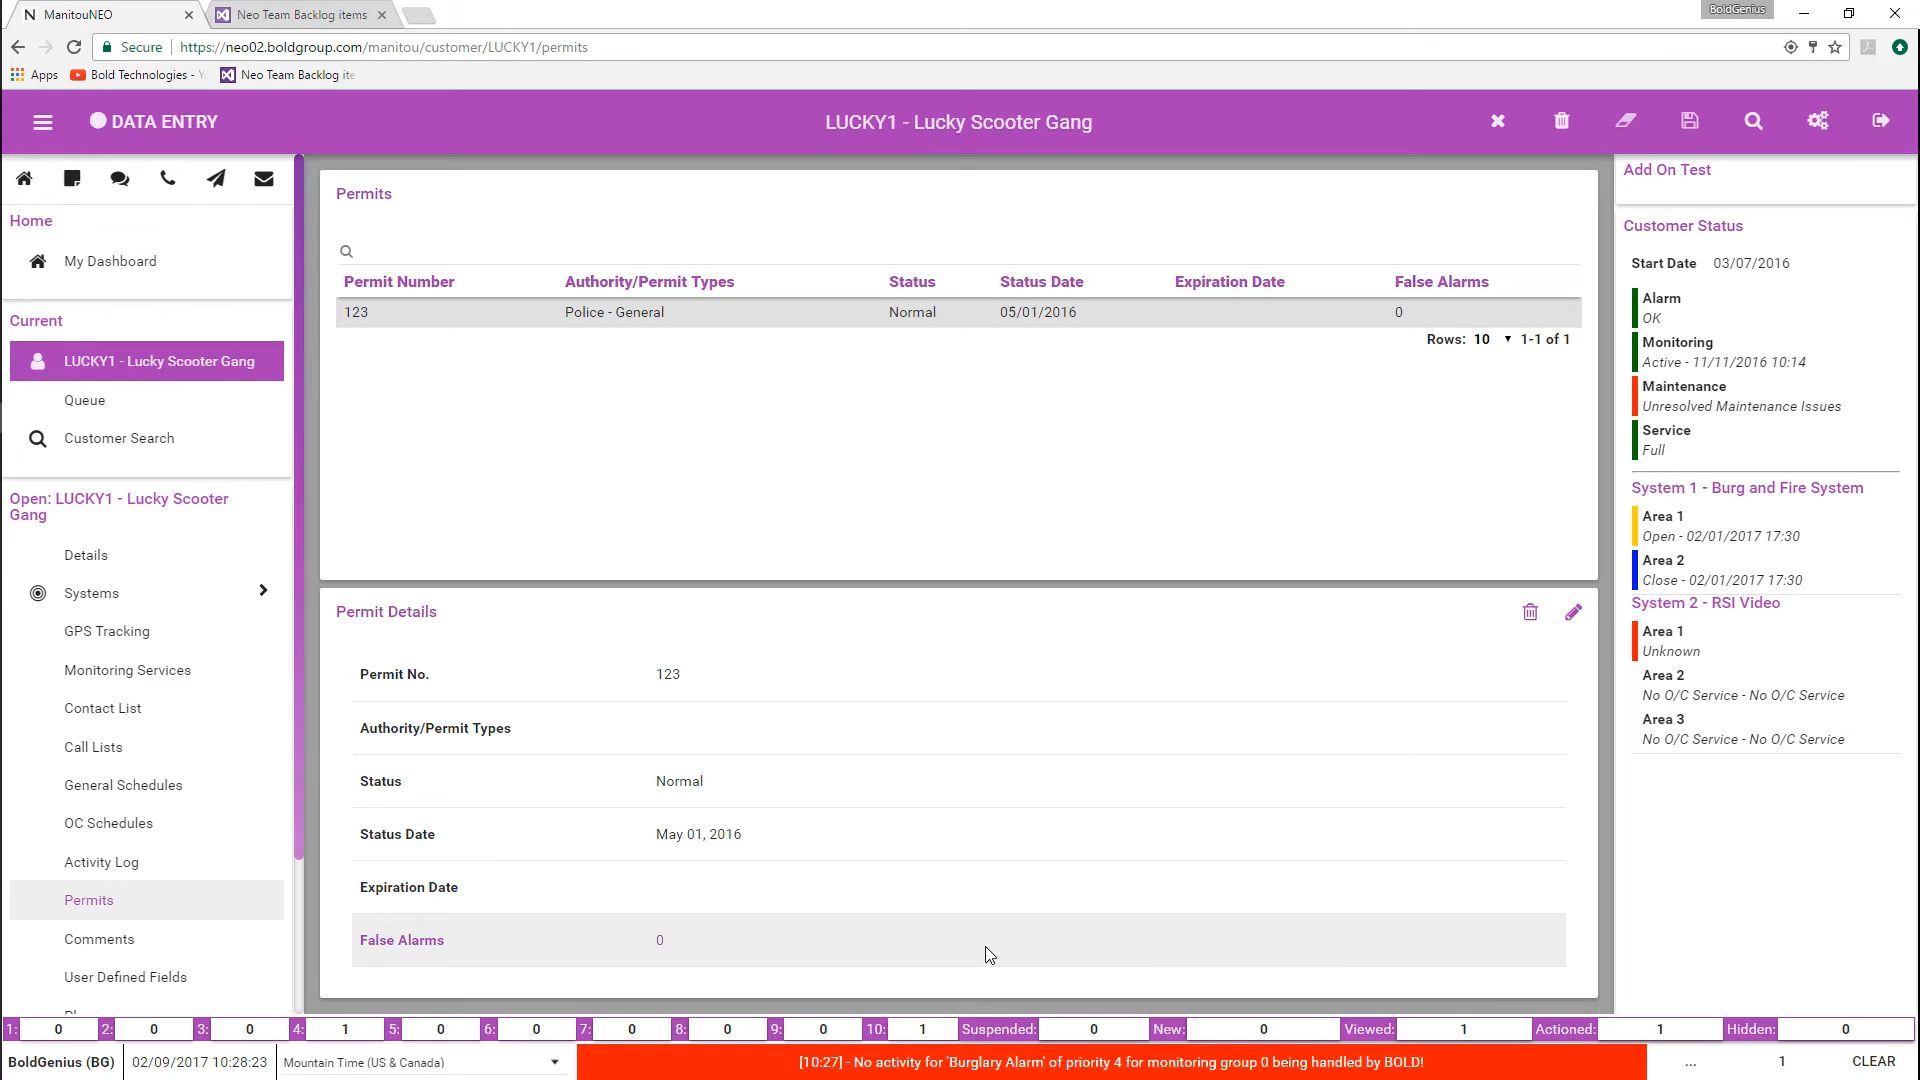 ManitouNEO
Neo Team Backlog items
BoldGenius
Secure
https://neo02.boldgroup.com/manitou/customer/LUCKY1/permits
Apps
Bold Technologies -
Neo Team Backlog ite
DATA ENTRY
LUCKY1 - Lucky Scooter Gang
Home
My Dashboard
Current
LUCKY1 - Lucky Scooter Gang
Queue
Customer Search
Open: LUCKY1 - Lucky Scooter
Gang
Details
Systems
GPS Tracking
Monitoring Services
Contact List
Call Lists
General Schedules
OC Schedules
Activity Log
Permits
Comments
User Defined Fields
Permits
Permit Number Authority/Permit Types Status Status Date Expiration Date False Alarms
123 Police - General Normal 05/01/2016 0
Rows: 10 1-1 of 1
Permit Details
Permit No. 123
Authority/Permit Types
Status Normal
Status Date May 01, 2016
Expiration Date
False Alarms 0
Add On Test
Customer Status
Start Date 03/07/2016
Alarm
OK
Monitoring
Active - 11/11/2016 10:14
Maintenance
Unresolved Maintenance Issues
Service
Full
System 1 - Burg and Fire System
Area 1
Open - 02/01/2017 17:30
Area 2
Close - 02/01/2017 17:30
System 2 - RSI Video
Area 1
Unknown
Area 2
No O/C Service - No O/C Service
Area 3
No O/C Service - No O/C Service
1: 0 2: 0 3: 0 4: 1 5: 0 6: 0 7: 0 8: 0 9: 0 10: 1 Suspended: 0 New: 0 Viewed: 1 Actioned: 1 Hidden: 0
BoldGenius (BG) 02/09/2017 10:28:23 Mountain Time (US & Canada) [10:27] - No activity for 'Burglary Alarm' of priority 4 for monitoring group 0 being handled by BOLD! ... 1 CLEAR